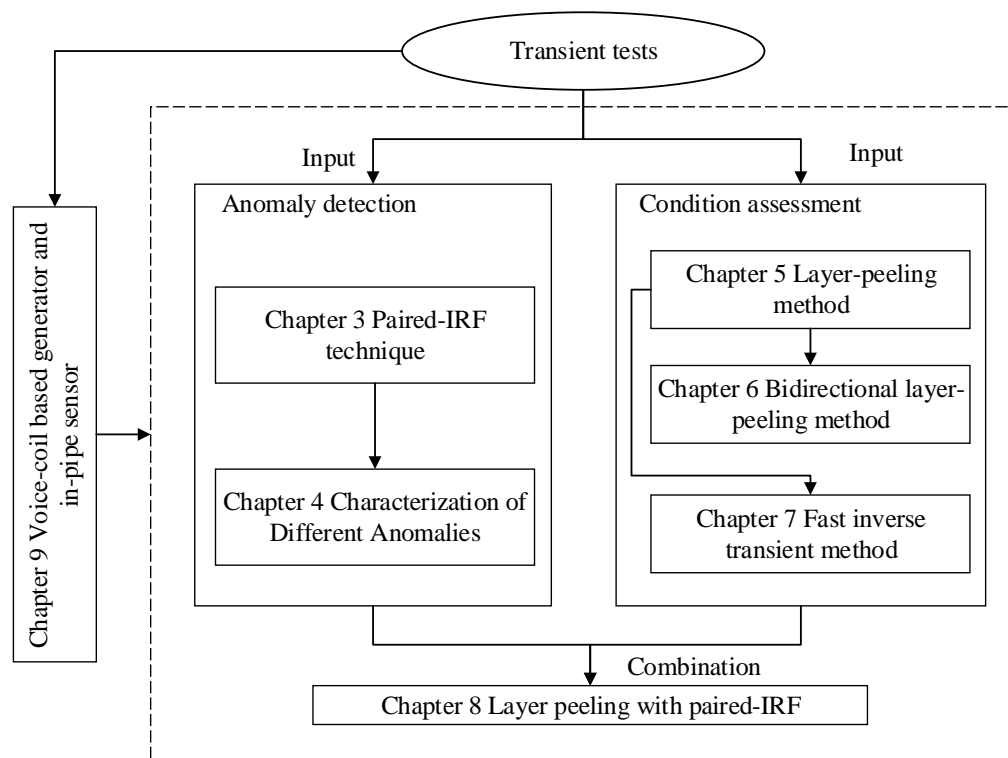 Transient tests
Input
Input
Anomaly detection
Condition assessment
Chapter 3 Paired-IRF
technique
Chapter 4 Characterization of
Different Anomalies
Chapter 5 Layer-peeling
method
Chapter 6 Bidirectional layer-
peeling method
Chapter 7 Fast inverse
transient method
Combination
Chapter 8 Layer peeling with paired-IRF
Chapter 9 Voice-coil based generator and
in-pipe sensor